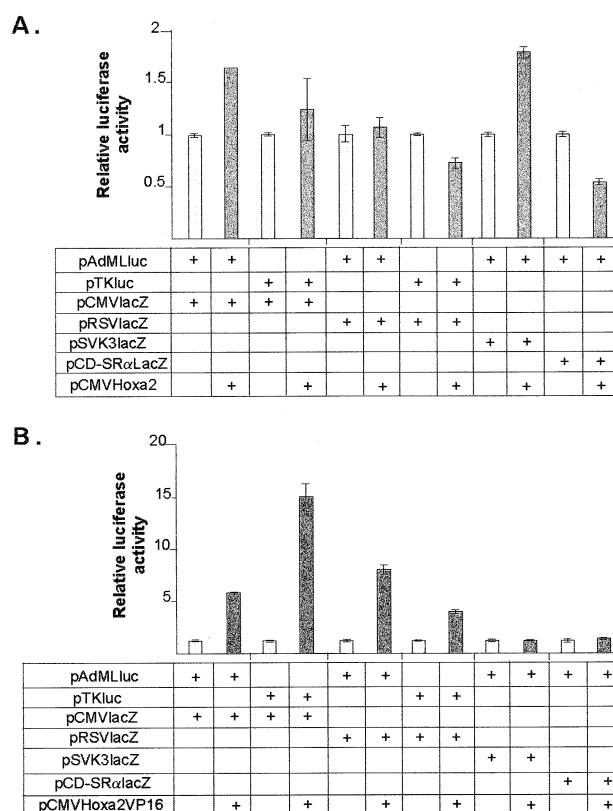 A.
Relative luciferase
activity
2
1.5
1
0.5
pAdMLluc + + + + + + + +
pTKluc + + + +
pCMVlacZ + + + +
pRSVlacZ + + + +
pSVK3lacZ + +
pCD-SRαLacZ + +
pCMVHoxa2 + + + + + +
B.
Relative luciferase
activity
20
15
10
5
pAdMLluc + + + + + + + +
pTKluc + + + +
pCMVlacZ + + + +
pRSVlacZ + + + +
pSVK3lacZ + +
pCD-SRαlacZ + +
pCMVHoxa2VP16 + + + + + +